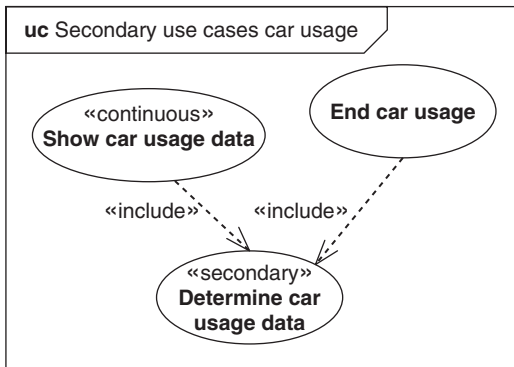 uc Secondary use cases car usage
«continuous»
Show car usage data
End car usage
«include»
«include»
«secondary»
Determine car
usage data